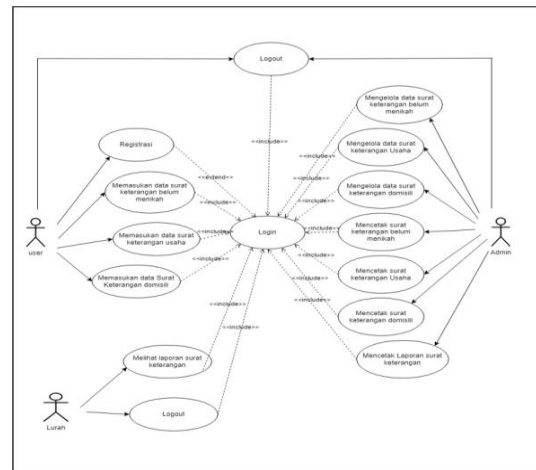 Logout
Mengelola data surat
keterangan belum
menikah
<<include>>
<<include>>
Registrasi
Mengelola data surat
keterangan Usaha
<<include>>
<<extend>>
<<include>>
Memasukan data surat
keterangan belum
menikah
Mengelola data surat
keterangan domisili
<<include>>
<<include>>
user
Memasukan data surat
keterangan usaha
<<include>>
Login
<<include>>
Mencetak surat
keterangan belum
menikah
Admin
Memasukan data Surat
Keterangan domisili
<<include>>
<<include>>
Mencetak surat
keterangan Usaha
<<include>>
<<include>>
<<include>>
Mencetak surat
keterangan domisili
<<include>>
Melihat laporan surat
keterangan
Mencetak Laporan surat
keterangan
Lurah
Logout